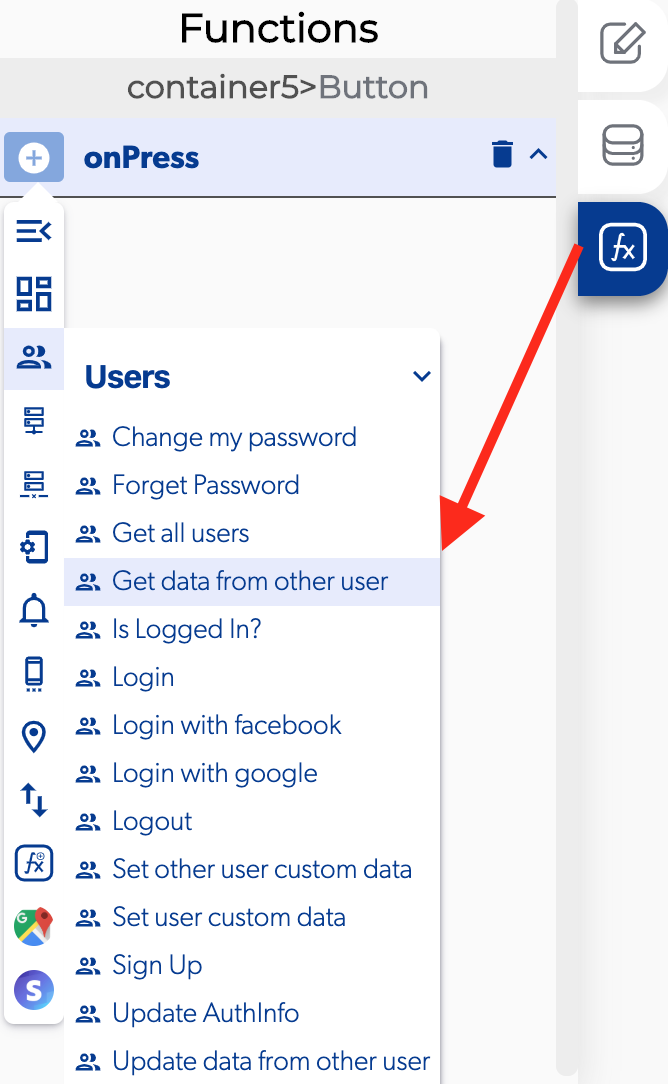 Functions
container5>Button
onPress
fx
Users
Change my password
Forget Password
Get all users
Get data from other user
Is Logged In?
Login
Login with facebook
Login with google
Logout
Set other user custom data
fx
Set user custom data
G
Sign Up
S
Update AuthInfo
Update data from other user